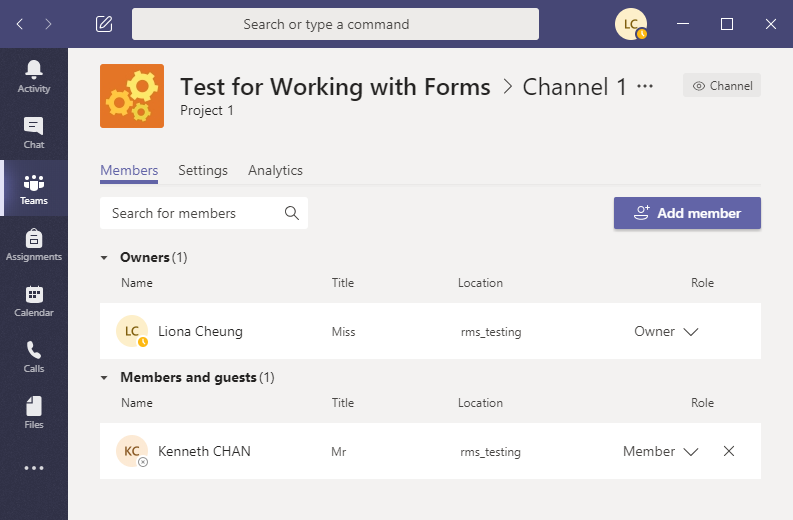 Search or type a command
LC
Activity
Chat
Teams
Assignments
Calendar
Calls
Files
Test for Working with Forms > Channel 1 ...
Channel
Project 1
Members Settings Analytics
Search for members
Add member
Owners (1)
Name Title Location Role
LC Liona Cheung Miss rms_testing Owner
Members and guests (1)
Name Title Location Role
KC Kenneth CHAN Mr rms_testing Member